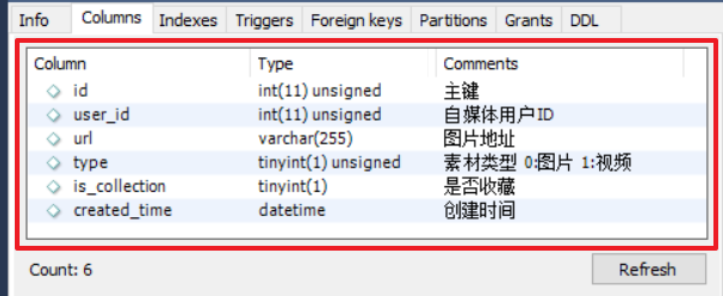 Info Columns Indexes Triggers Foreign keys Partitions Grants DDL
Column Type Comments
id int(11) unsigned 主键
user_id int(11) unsigned 自媒体用户ID
url varchar(255) 图片地址
type tinyint(1) unsigned 素材类型 0:图片 1:视频
is_collection tinyint(1) 是否收藏
created_time datetime 创建时间
Count: 6 Refresh